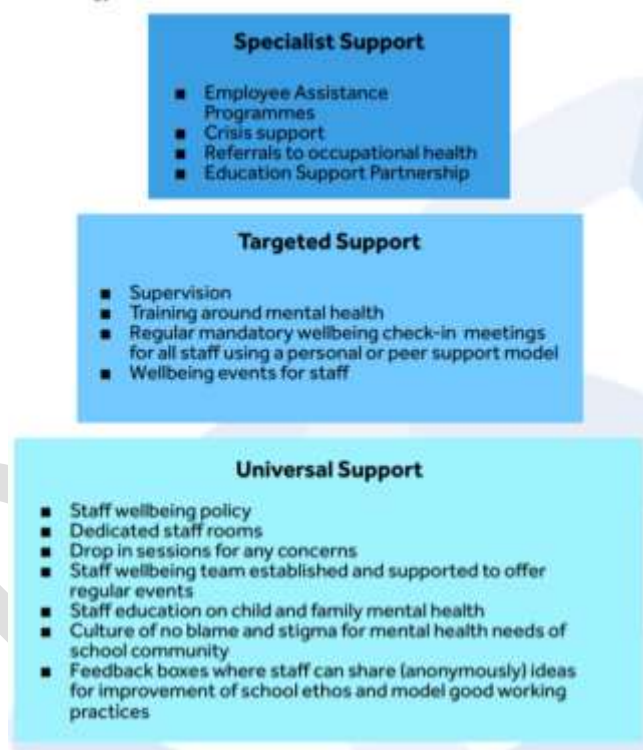 Specialist Support
■ Employee Assistance
Programmes
■ Crisis support
■ Referrals to occupational health
■ Education Support Partnership
Targeted Support
■ Supervision
■ Training around mental health
■ Regular mandatory wellbeing check-in meetings
for all staff using a personal or peer support model
■ Wellbeing events for staff
Universal Support
■ Staff wellbeing policy
■ Dedicated staff rooms
■ Drop in sessions for any concerns
■ Staff wellbeing team established and supported to offer
regular events
■ Staff education on child and family mental health
■ Culture of no blame and stigma for mental health needs of
school community
■ Feedback boxes where staff can share (anonymously) ideas
for improvement of school ethos and model good working
practices